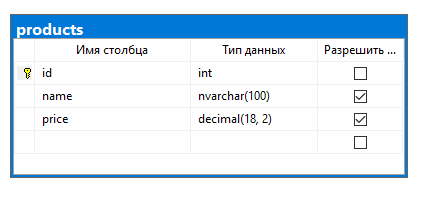 products
Имя столбца Тип данных Разрешить ...
id int
name nvarchar(100)
price decimal(18, 2)